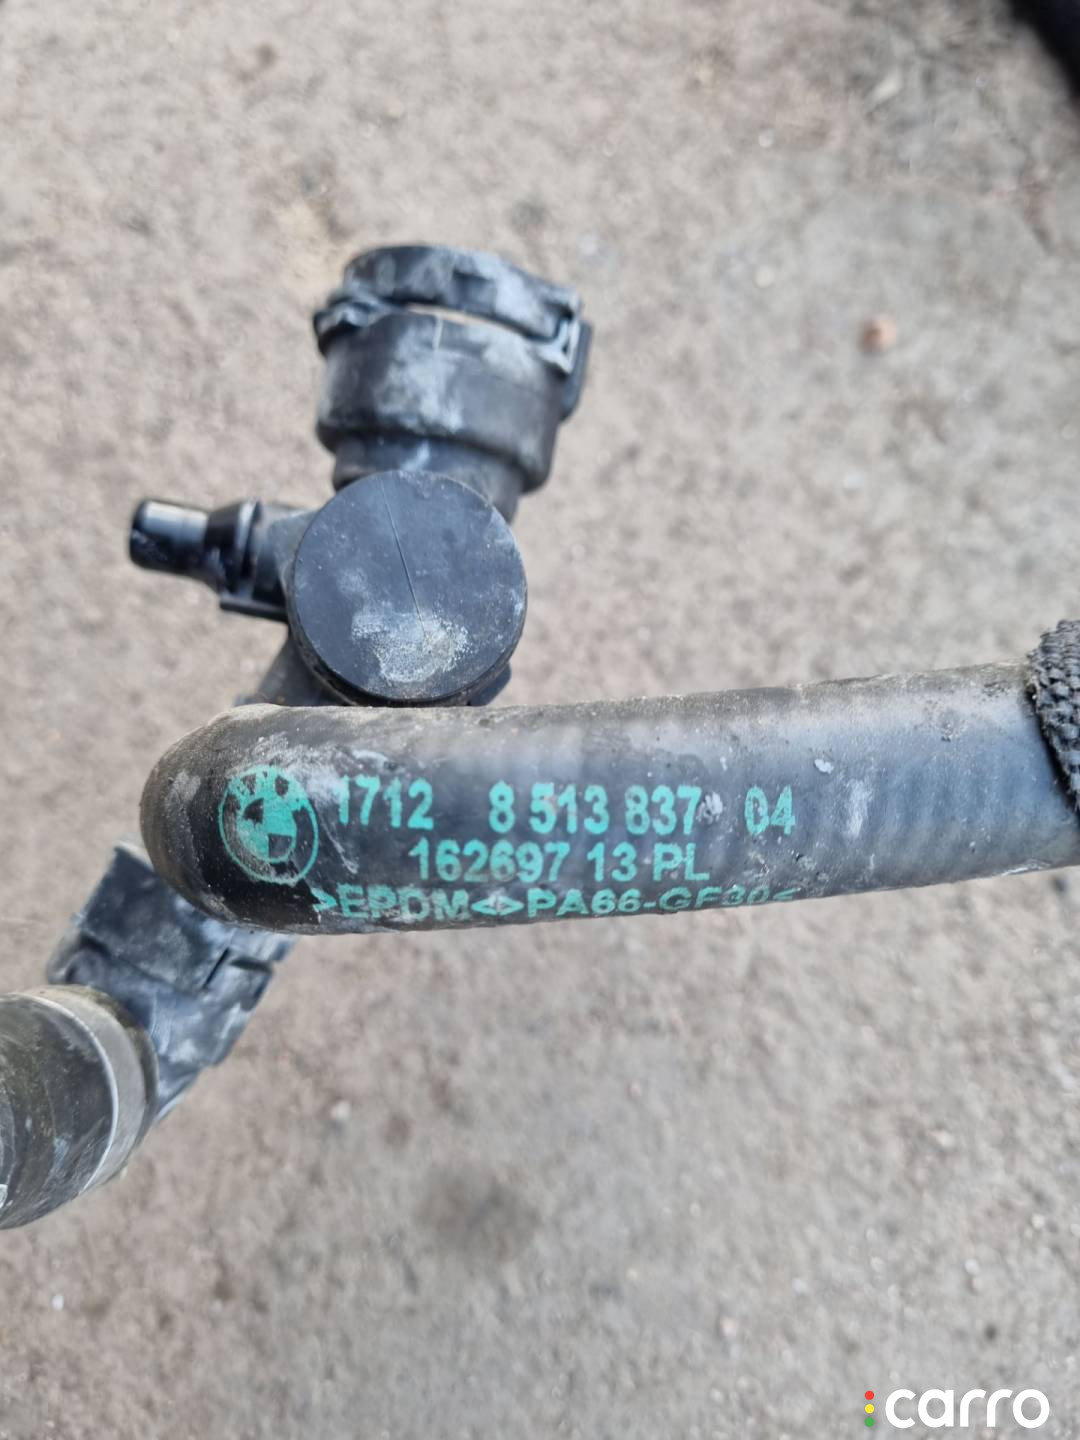 1712 8 513 837 04
162697 13 PL
>EPDM<>PA66-GF30<
carro